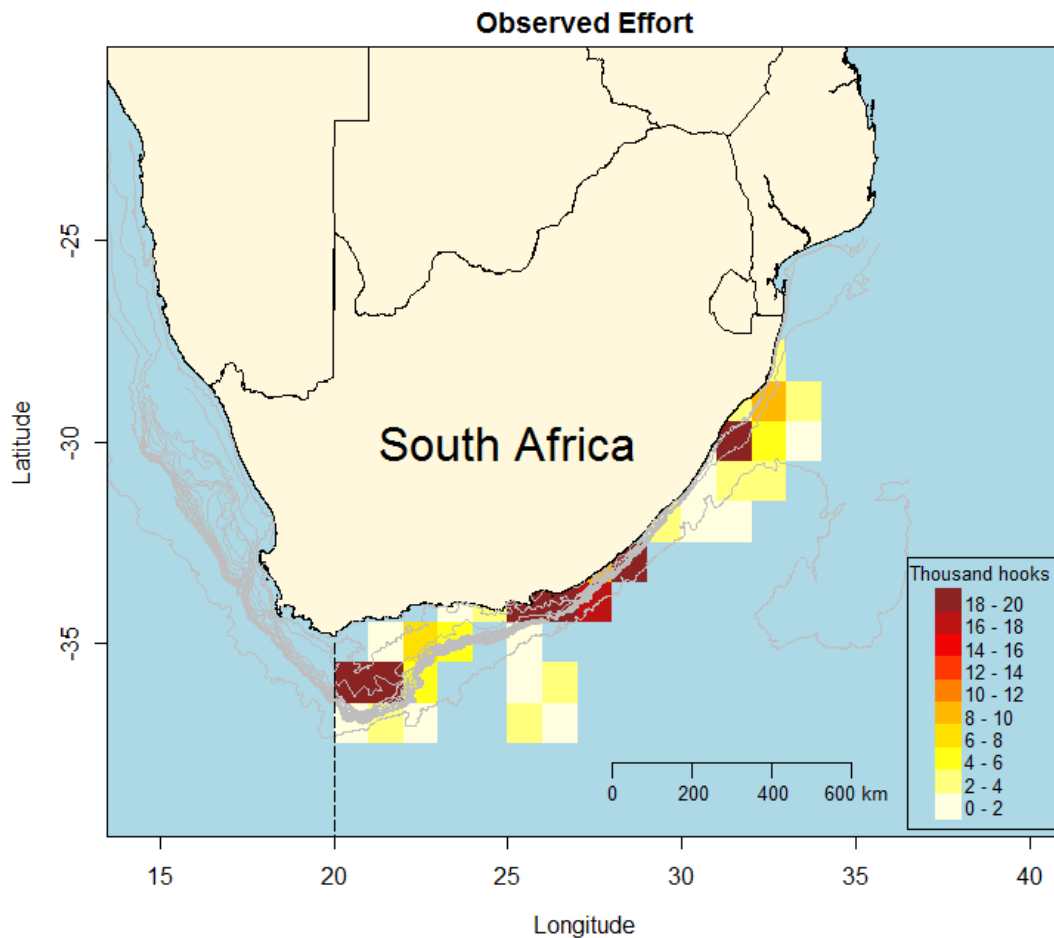 Observed Effort
-25
-30
-35
Latitude
South Africa
Thousand hooks
18 - 20
16 - 18
14 - 16
12 - 14
10 - 12
8 - 10
6 - 8
4 - 6
2 - 4
0 - 2
0 200 400 600 km
15 20 25 30 35 40
Longitude